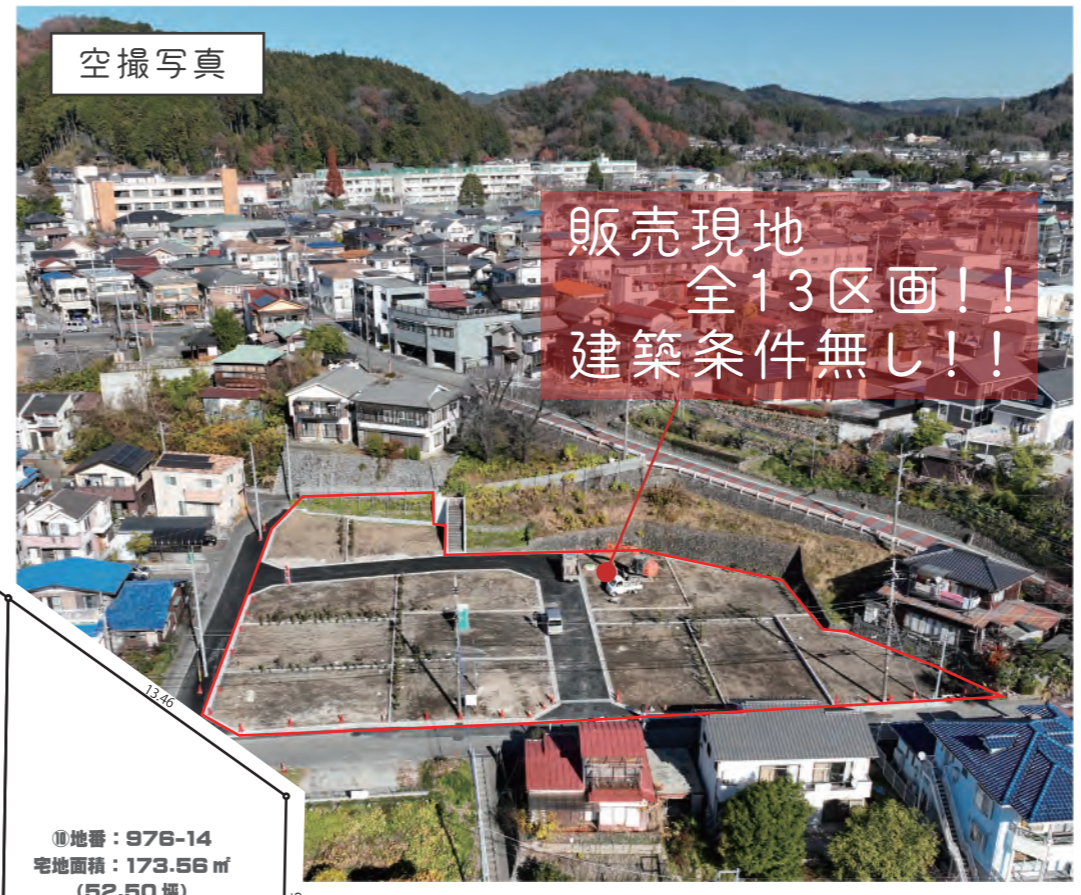 空撮写真
販売現地
全13区画!!
建築条件無し!!
13.46
⑩地番：976-14
宅地面積：173.56㎡
(52.50坪)